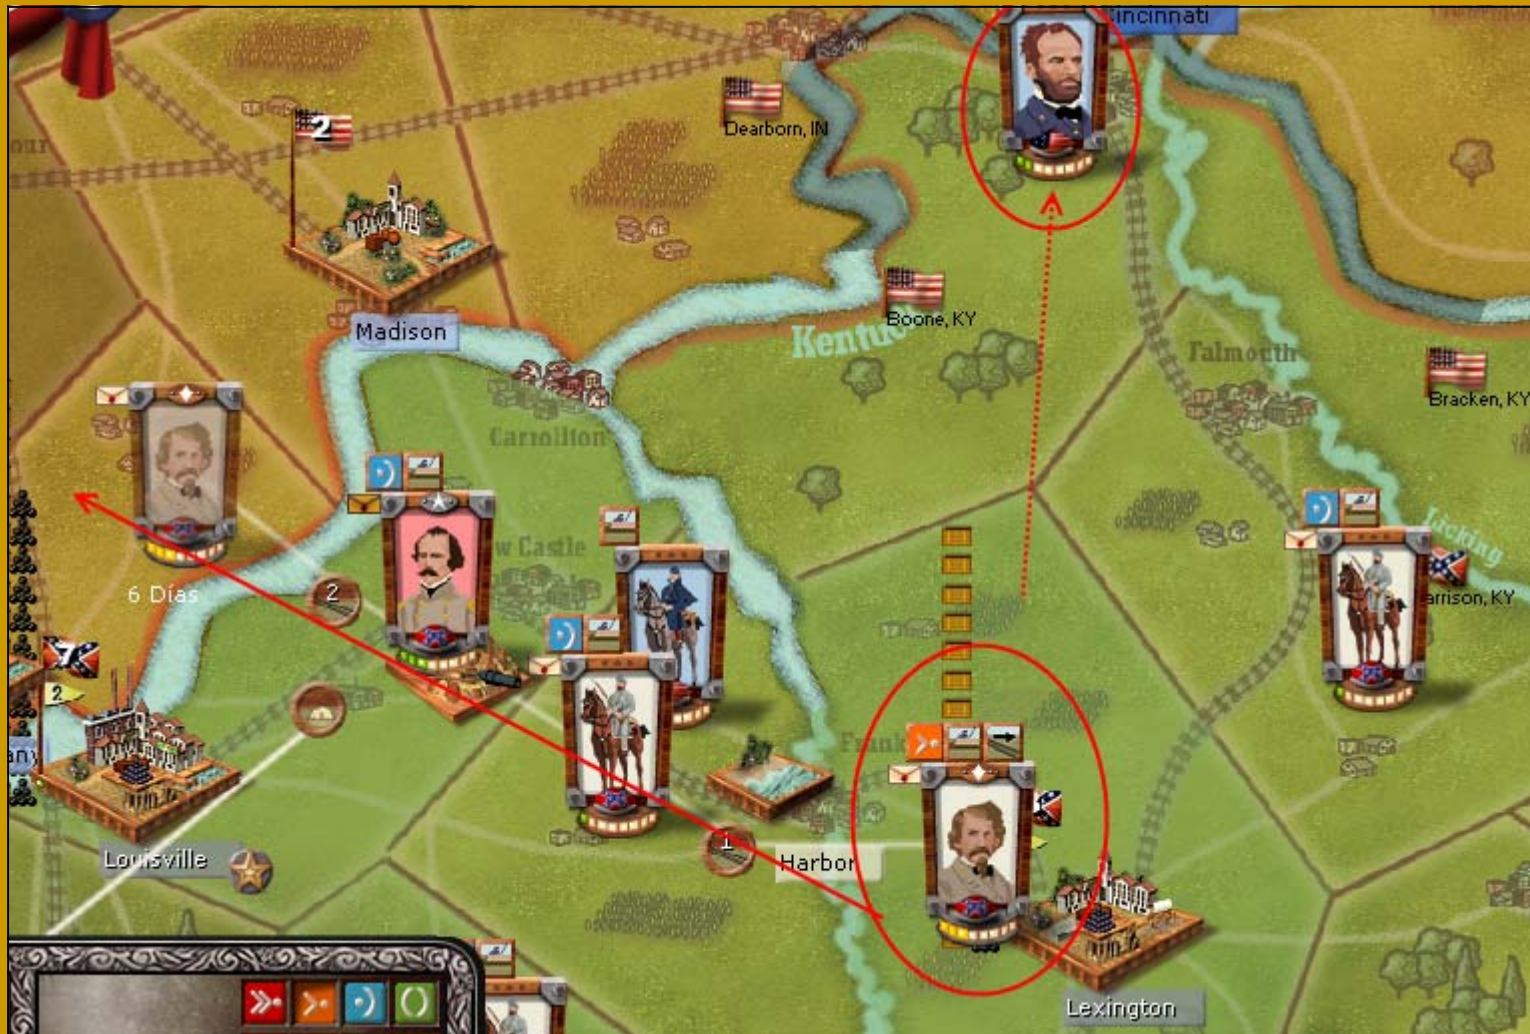 Cincinnati
2
Dearborn, IN
Madison
Kentu
Boone, KY
Falmouth
Bracken, KY
Carrollton
w Castle
Licking
arrison, KY
6 Días
2
7
2
Frank
1
Harbor
Louisville
Lexington